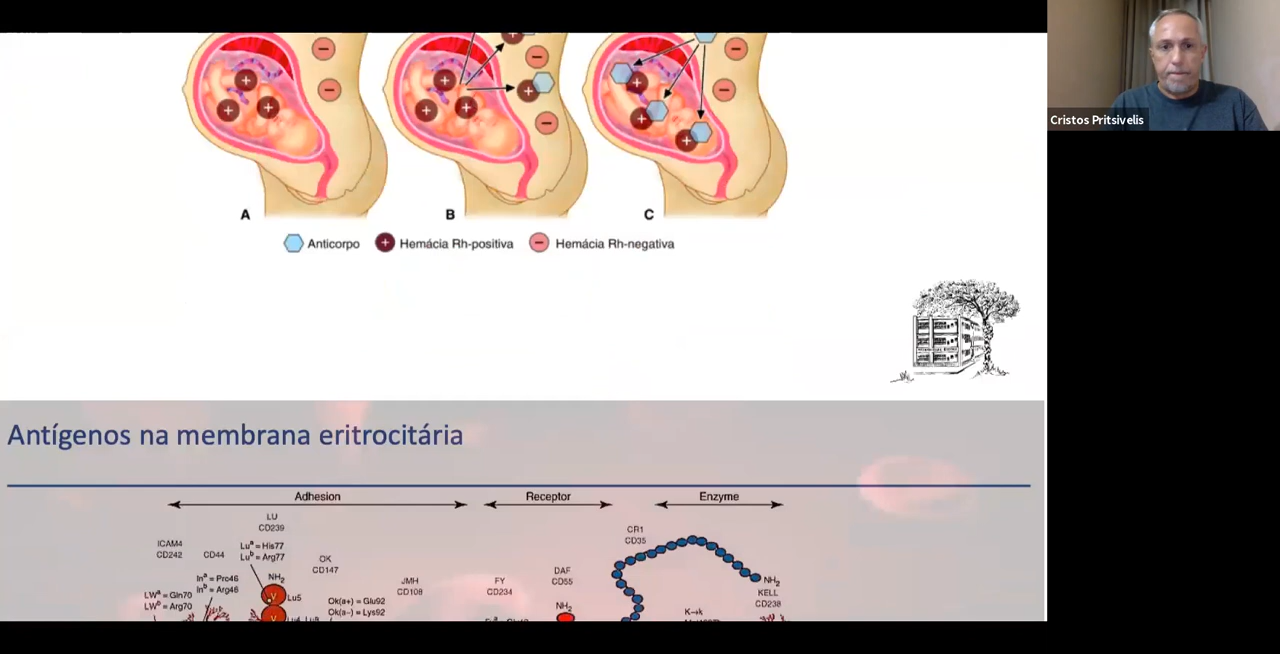 Cristos Pritsivelis
A B C
Anticorpo Hemácia Rh-positiva Hemácia Rh-negativa
Antígenos na membrana eritrocitária
Adhesion Receptor Enzyme
LU
CD239
CR1
CD35
ICAM4
CD242
CD44
Luᵃ = His77
Luᵇ = Arg77
OK
CD147
DAF
CD55
JMH
CD108
FY
CD234
NH₂
KELL
CD238
Inᵃ = Pro46
Inᵇ = Arg46
NH₂
Lu5
LWᵃ = Gln70
LWᵇ = Arg70
Ok(a+) = Glu92
Ok(a−) = Lys92
NH₂
K→k